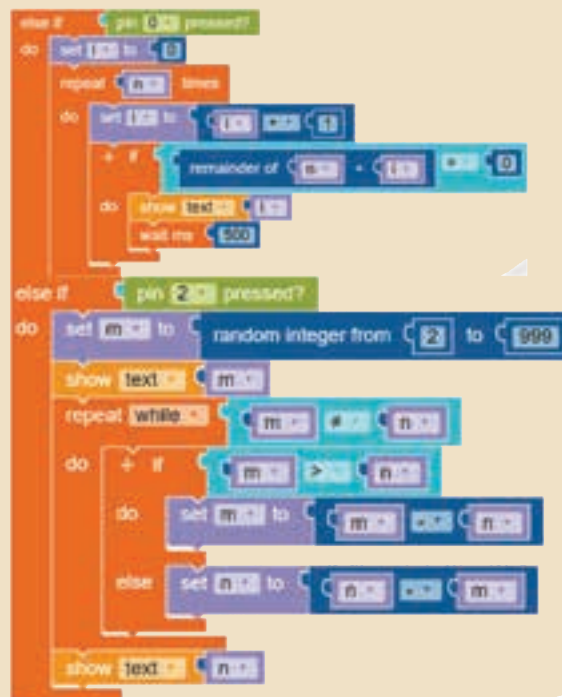 else if pin 0 pressed?
do set i to 0
repeat n times
do set i to i + 1
+ if remainder of n ÷ i = 0
do show text i
wait ms 500
else if pin 2 pressed?
do set m to random integer from 2 to 999
show text m
repeat while m ≠ n
do + if m > n
do set m to m - n
else set n to n - m
show text n